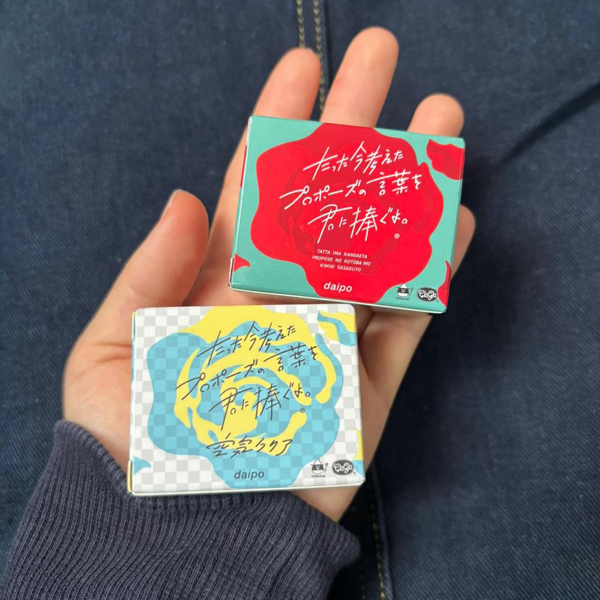 たった今考えた
プロポーズの言葉を
君に捧ぐよ。
TATTA IMA KANGAETA
PROPOSE NO KOTOBA WO
KIMINI SASAGUYO
daipo
たった今考えた
プロポーズの言葉を
君に捧ぐよ。
空気クリア
daipo